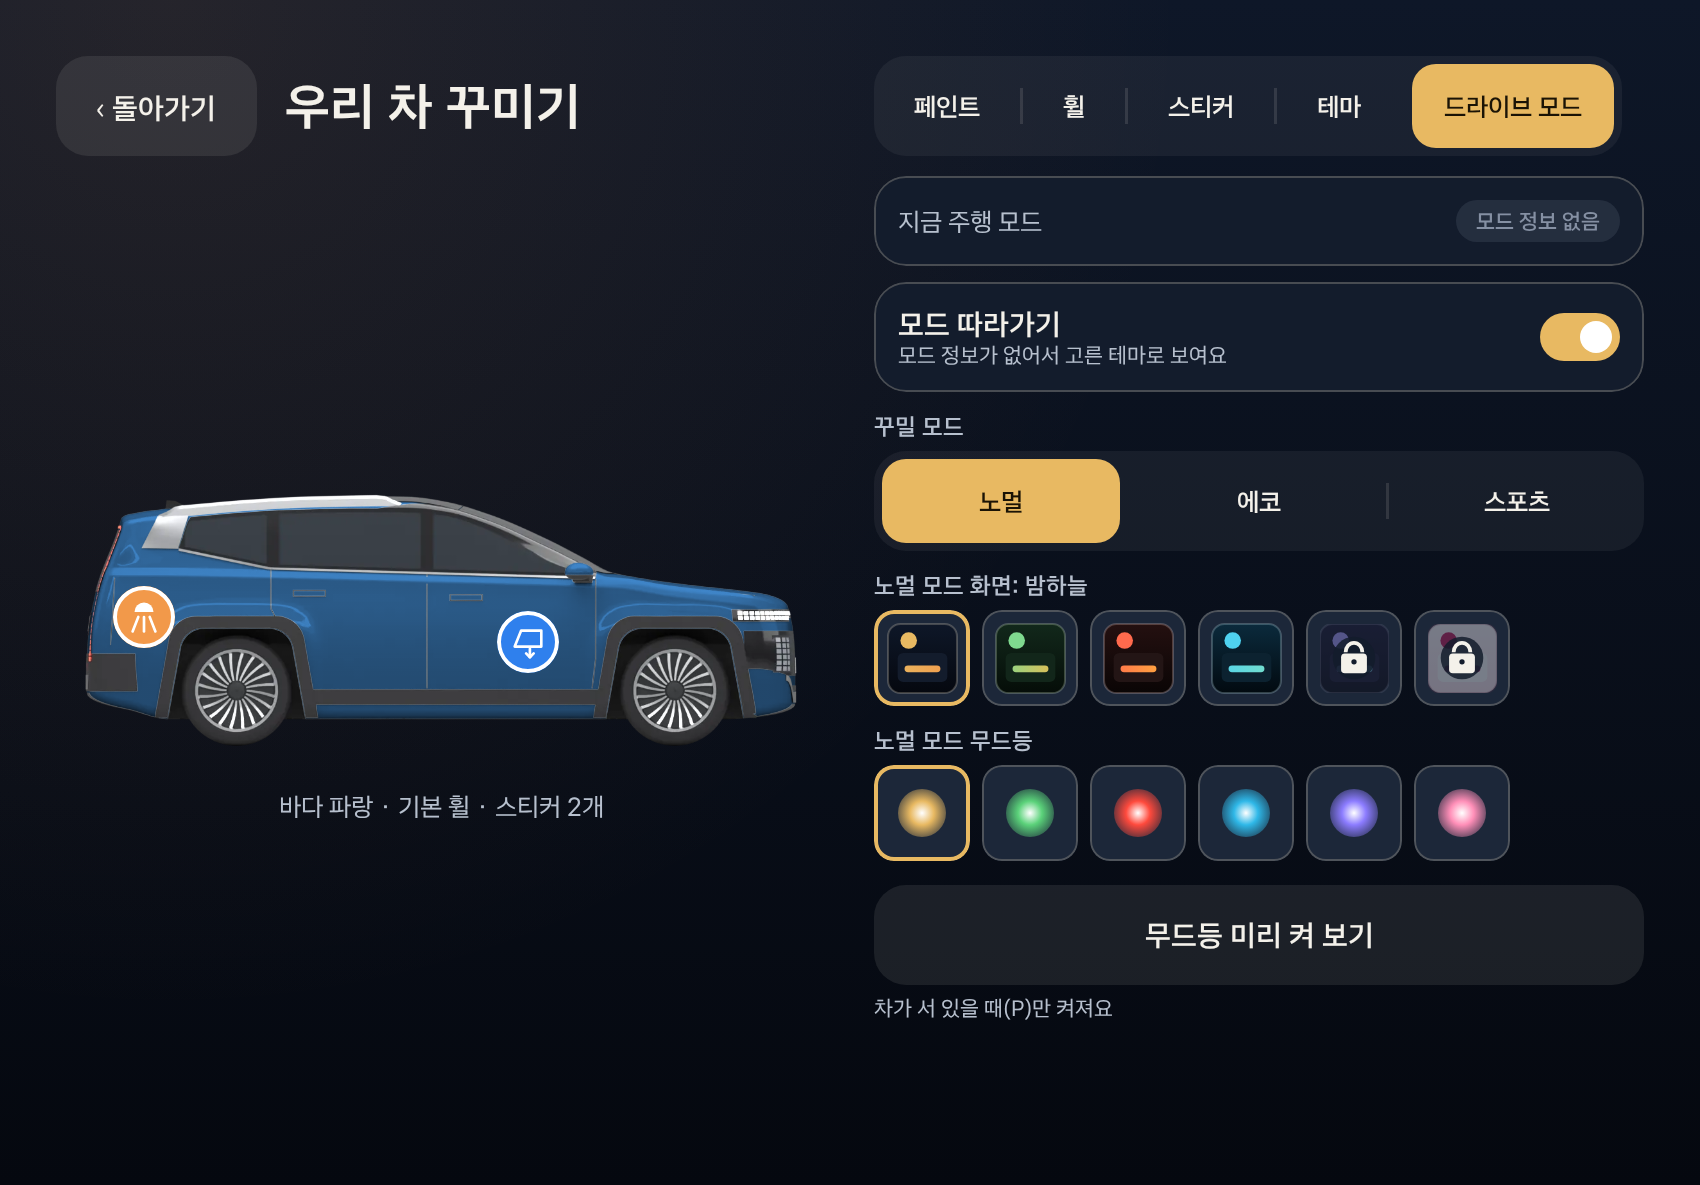 ‹ 돌아가기
우리 차 꾸미기
페인트
휠
스티커
테마
드라이브 모드
지금 주행 모드
모드 정보 없음
모드 따라가기
모드 정보가 없어서 고른 테마로 보여요
꾸밀 모드
노멀
에코
스포츠
노멀 모드 화면: 밤하늘
노멀 모드 무드등
바다 파랑 · 기본 휠 · 스티커 2개
무드등 미리 켜 보기
차가 서 있을 때(P)만 켜져요